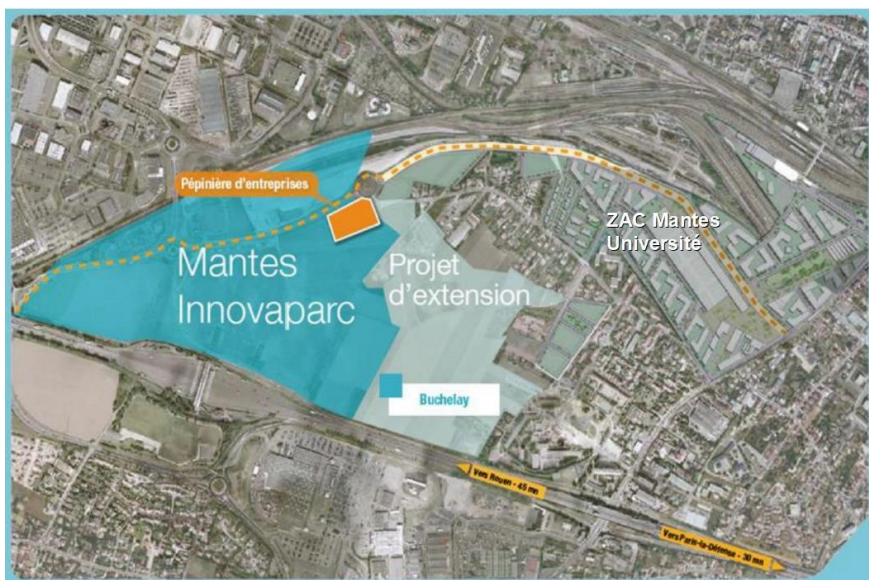 Pépinière d'entreprises
ZAC Mantes
Université
Mantes
Innovaparc
Projet
d'extension
Buchelay
Vers Rouen - 45 mn
Vers Paris-la-Défense - 30 mn